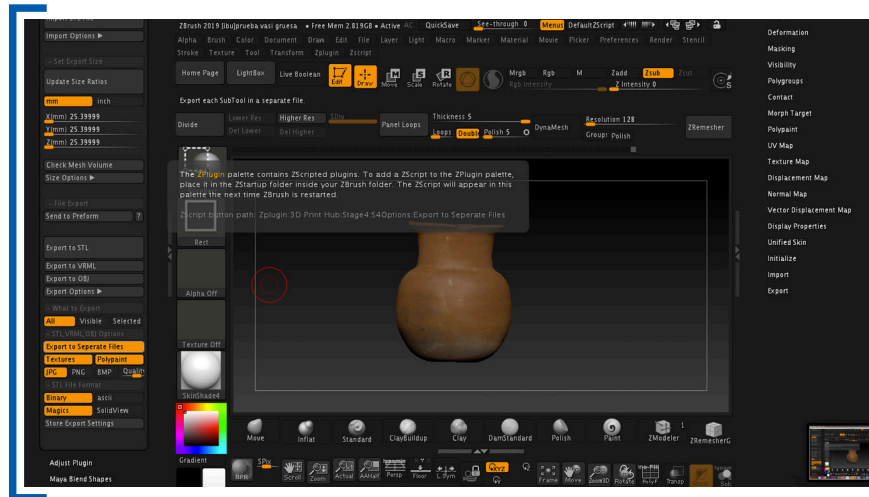 Import Options ▶
- Set Export Size
Update Size Ratios
mm inch
X(mm) 25.39999
Y(mm) 25.39999
Z(mm) 25.39999
Check Mesh Volume
Size Options ▶
- File Export
Send to Preform ?
Export to STL
Export to VRML
Export to OBJ
Export Options ▶
- What to Export
All Visible Selected
- STL,VRML,OBJ Options
Export to Seperate Files
Textures Polypaint
JPG PNG BMP Quality
- STL File Format
Binary ascii
Magics SolidView
Store Export Settings
Adjust Plugin
Maya Blend Shapes
ZBrush 2019 [Ibu]prueba vasi gruesa • Free Mem 2.819GB • Active AC QuickSave See-through 0 Menus DefaultZScript
Alpha Brush Color Document Draw Edit File Layer Light Macro Marker Material Movie Picker Preferences Render Stencil
Stroke Texture Tool Transform Zplugin Zscript
Home Page LightBox Live Boolean Edit Draw Move Scale Rotate Mrgb Rgb M Zadd Zsub Zcut
Rgb Intensity Z Intensity 0
Export each SubTool in a separate file.
Divide Lower Res Higher Res SDiv Panel Loops Thickness 5 DynaMesh Resolution 128 ZRemesher
Del Lower Del Higher Loops Double Polish 5 Groups Polish
The ZPlugin palette contains ZScripted plugins. To add a ZScript to the ZPlugin palette,
place it in the ZStartup folder inside your ZBrush folder. The ZScript will appear in this
palette the next time ZBrush is restarted.
ZScript button path: Zplugin:3D Print Hub:Stage4:S4Options:Export to Seperate Files
Rect
Alpha Off
Texture Off
SkinShade4
Gradient
Move Inflat Standard ClayBuildup Clay DamStandard Polish Paint ZModeler 1 ZRemesherG
BPR SPix Scroll Zoom Actual AAHalf Persp Floor L.Sym Frame Move Zoom3D Rotate PolyF Transp Solo
Deformation
Masking
Visibility
Polygroups
Contact
Morph Target
Polypaint
UV Map
Texture Map
Displacement Map
Normal Map
Vector Displacement Map
Display Properties
Unified Skin
Initialize
Import
Export